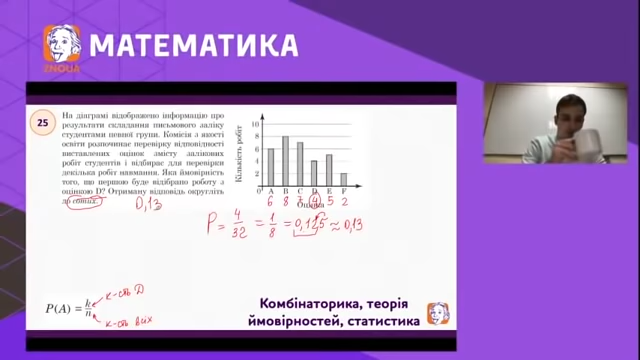 МАТЕМАТИКА
ZNOUA
25
На діаграмі відображено інформацію про
результати складання письмового заліку
студентами певної групи. Комісія з якості
освіти розпочинає перевірку відповідності
виставлених оцінок змісту залікових
робіт студентів і відбирає для перевірки
декілька робіт навмання. Яка ймовірність
того, що першою буде відібрано роботу з
оцінкою D? Отриману відповідь округліть
до сотих.
0,13
Кількість робіт
10
8
6
4
2
0
A B C D E F
6 8 7 4 5 2
Оцінка
P = 4/32 = 1/8 = 0,125 ≈ 0,13
P(A) = k/n
к-сть D
к-сть всіх
Комбінаторика, теорія
ймовірностей, статистика